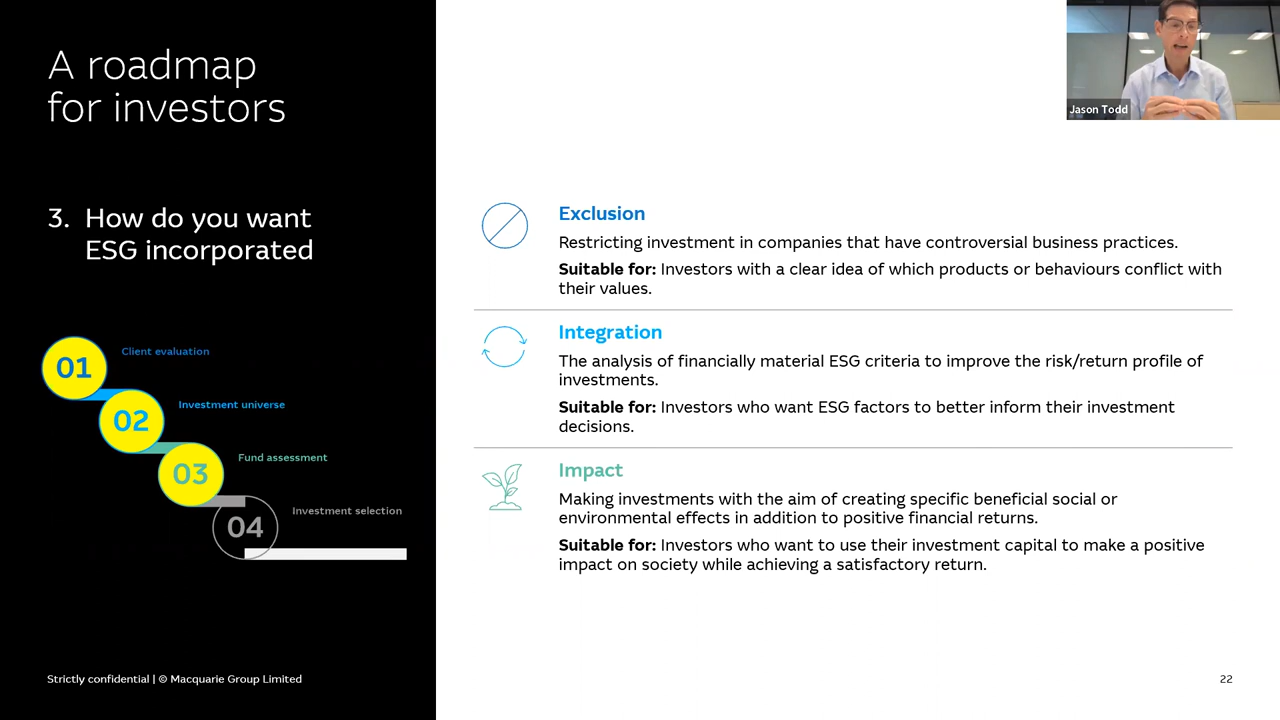 A roadmap
for investors
3. How do you want
ESG incorporated
01
Client evaluation
02
Investment universe
03
Fund assessment
04
Investment selection
Strictly confidential | © Macquarie Group Limited
Jason Todd
Exclusion
Restricting investment in companies that have controversial business practices.
Suitable for: Investors with a clear idea of which products or behaviours conflict with
their values.
Integration
The analysis of financially material ESG criteria to improve the risk/return profile of
investments.
Suitable for: Investors who want ESG factors to better inform their investment
decisions.
Impact
Making investments with the aim of creating specific beneficial social or
environmental effects in addition to positive financial returns.
Suitable for: Investors who want to use their investment capital to make a positive
impact on society while achieving a satisfactory return.
22